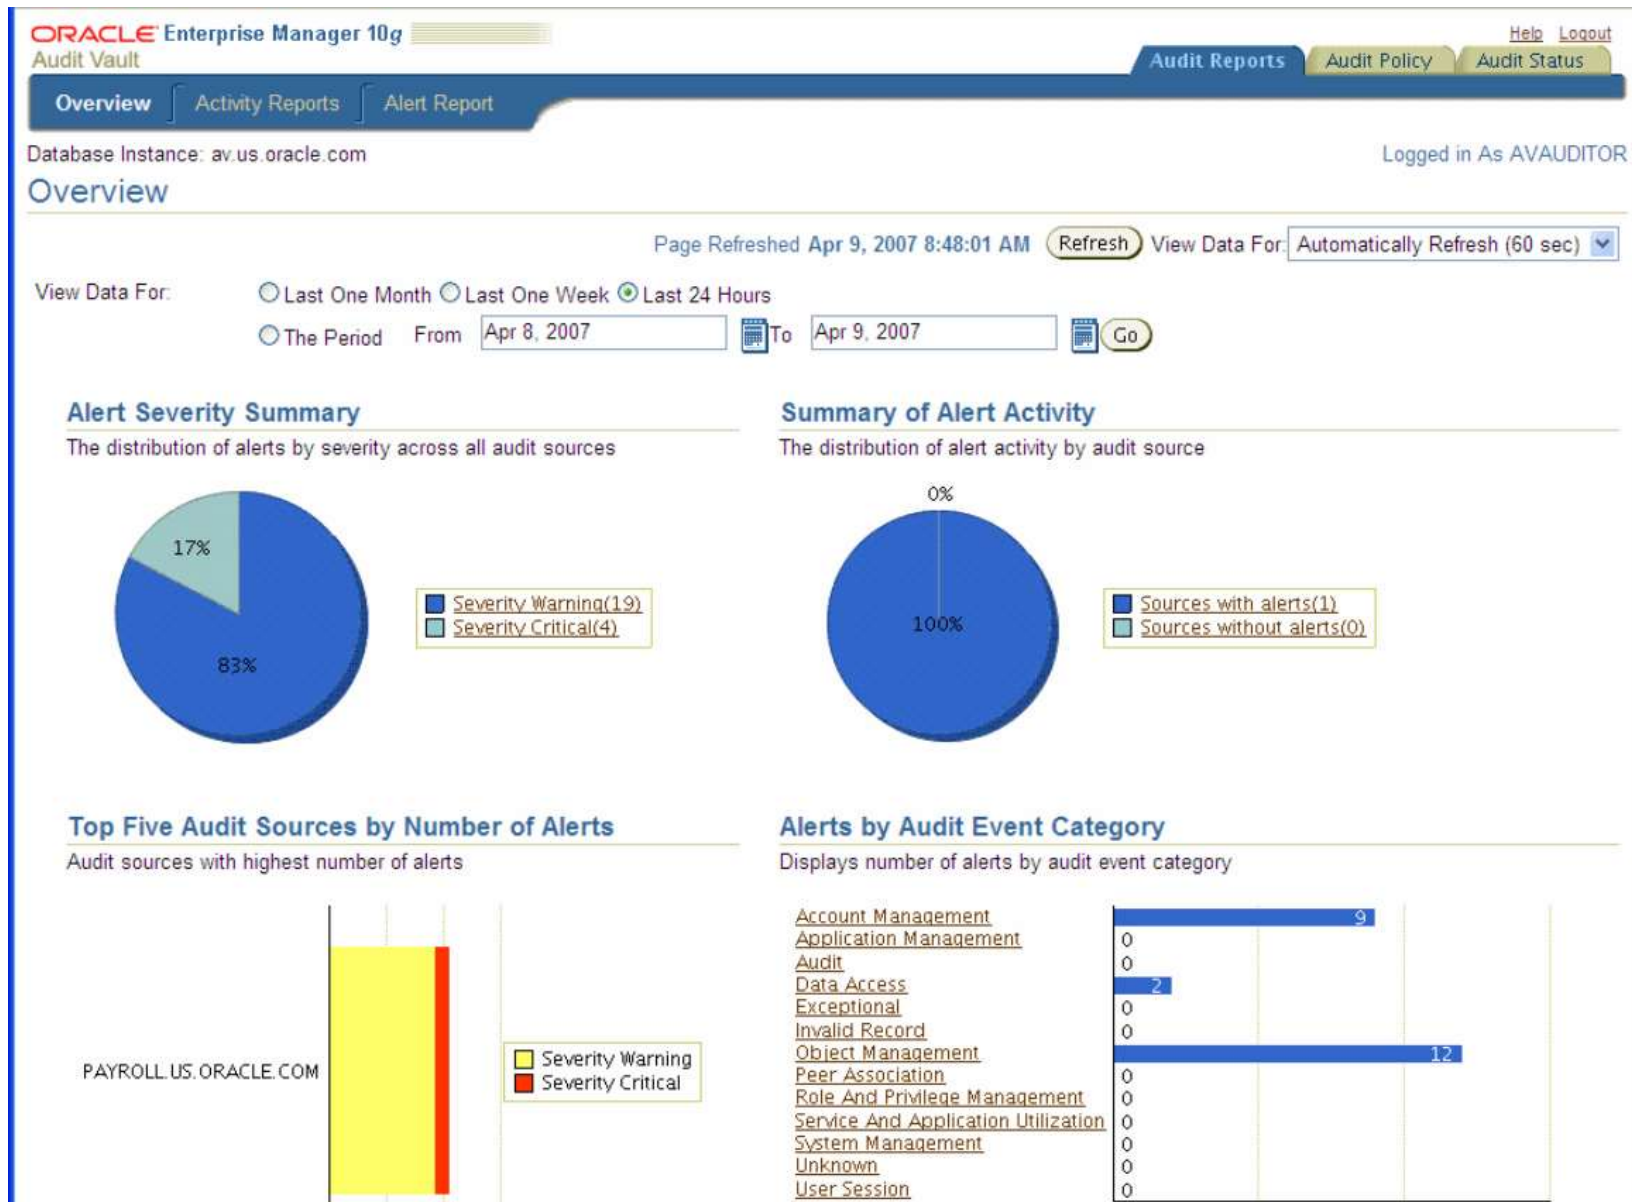 ORACLE Enterprise Manager 10g
Audit Vault
Help Logout
Audit Reports Audit Policy Audit Status
Overview Activity Reports Alert Report
Database Instance: av.us.oracle.com
Logged in As AVAUDITOR
Overview
Page Refreshed Apr 9, 2007 8:48:01 AM Refresh View Data For: Automatically Refresh (60 sec)
View Data For: Last One Month Last One Week Last 24 Hours
The Period From Apr 8, 2007 To Apr 9, 2007 Go
Alert Severity Summary
The distribution of alerts by severity across all audit sources
17%
83%
Severity Warning(19)
Severity Critical(4)
Summary of Alert Activity
The distribution of alert activity by audit source
0%
100%
Sources with alerts(1)
Sources without alerts(0)
Top Five Audit Sources by Number of Alerts
Audit sources with highest number of alerts
PAYROLL.US.ORACLE.COM
Severity Warning
Severity Critical
Alerts by Audit Event Category
Displays number of alerts by audit event category
Account Management 9
Application Management 0
Audit 0
Data Access 2
Exceptional 0
Invalid Record 0
Object Management 12
Peer Association 0
Role And Privilege Management 0
Service And Application Utilization 0
System Management 0
Unknown 0
User Session 0